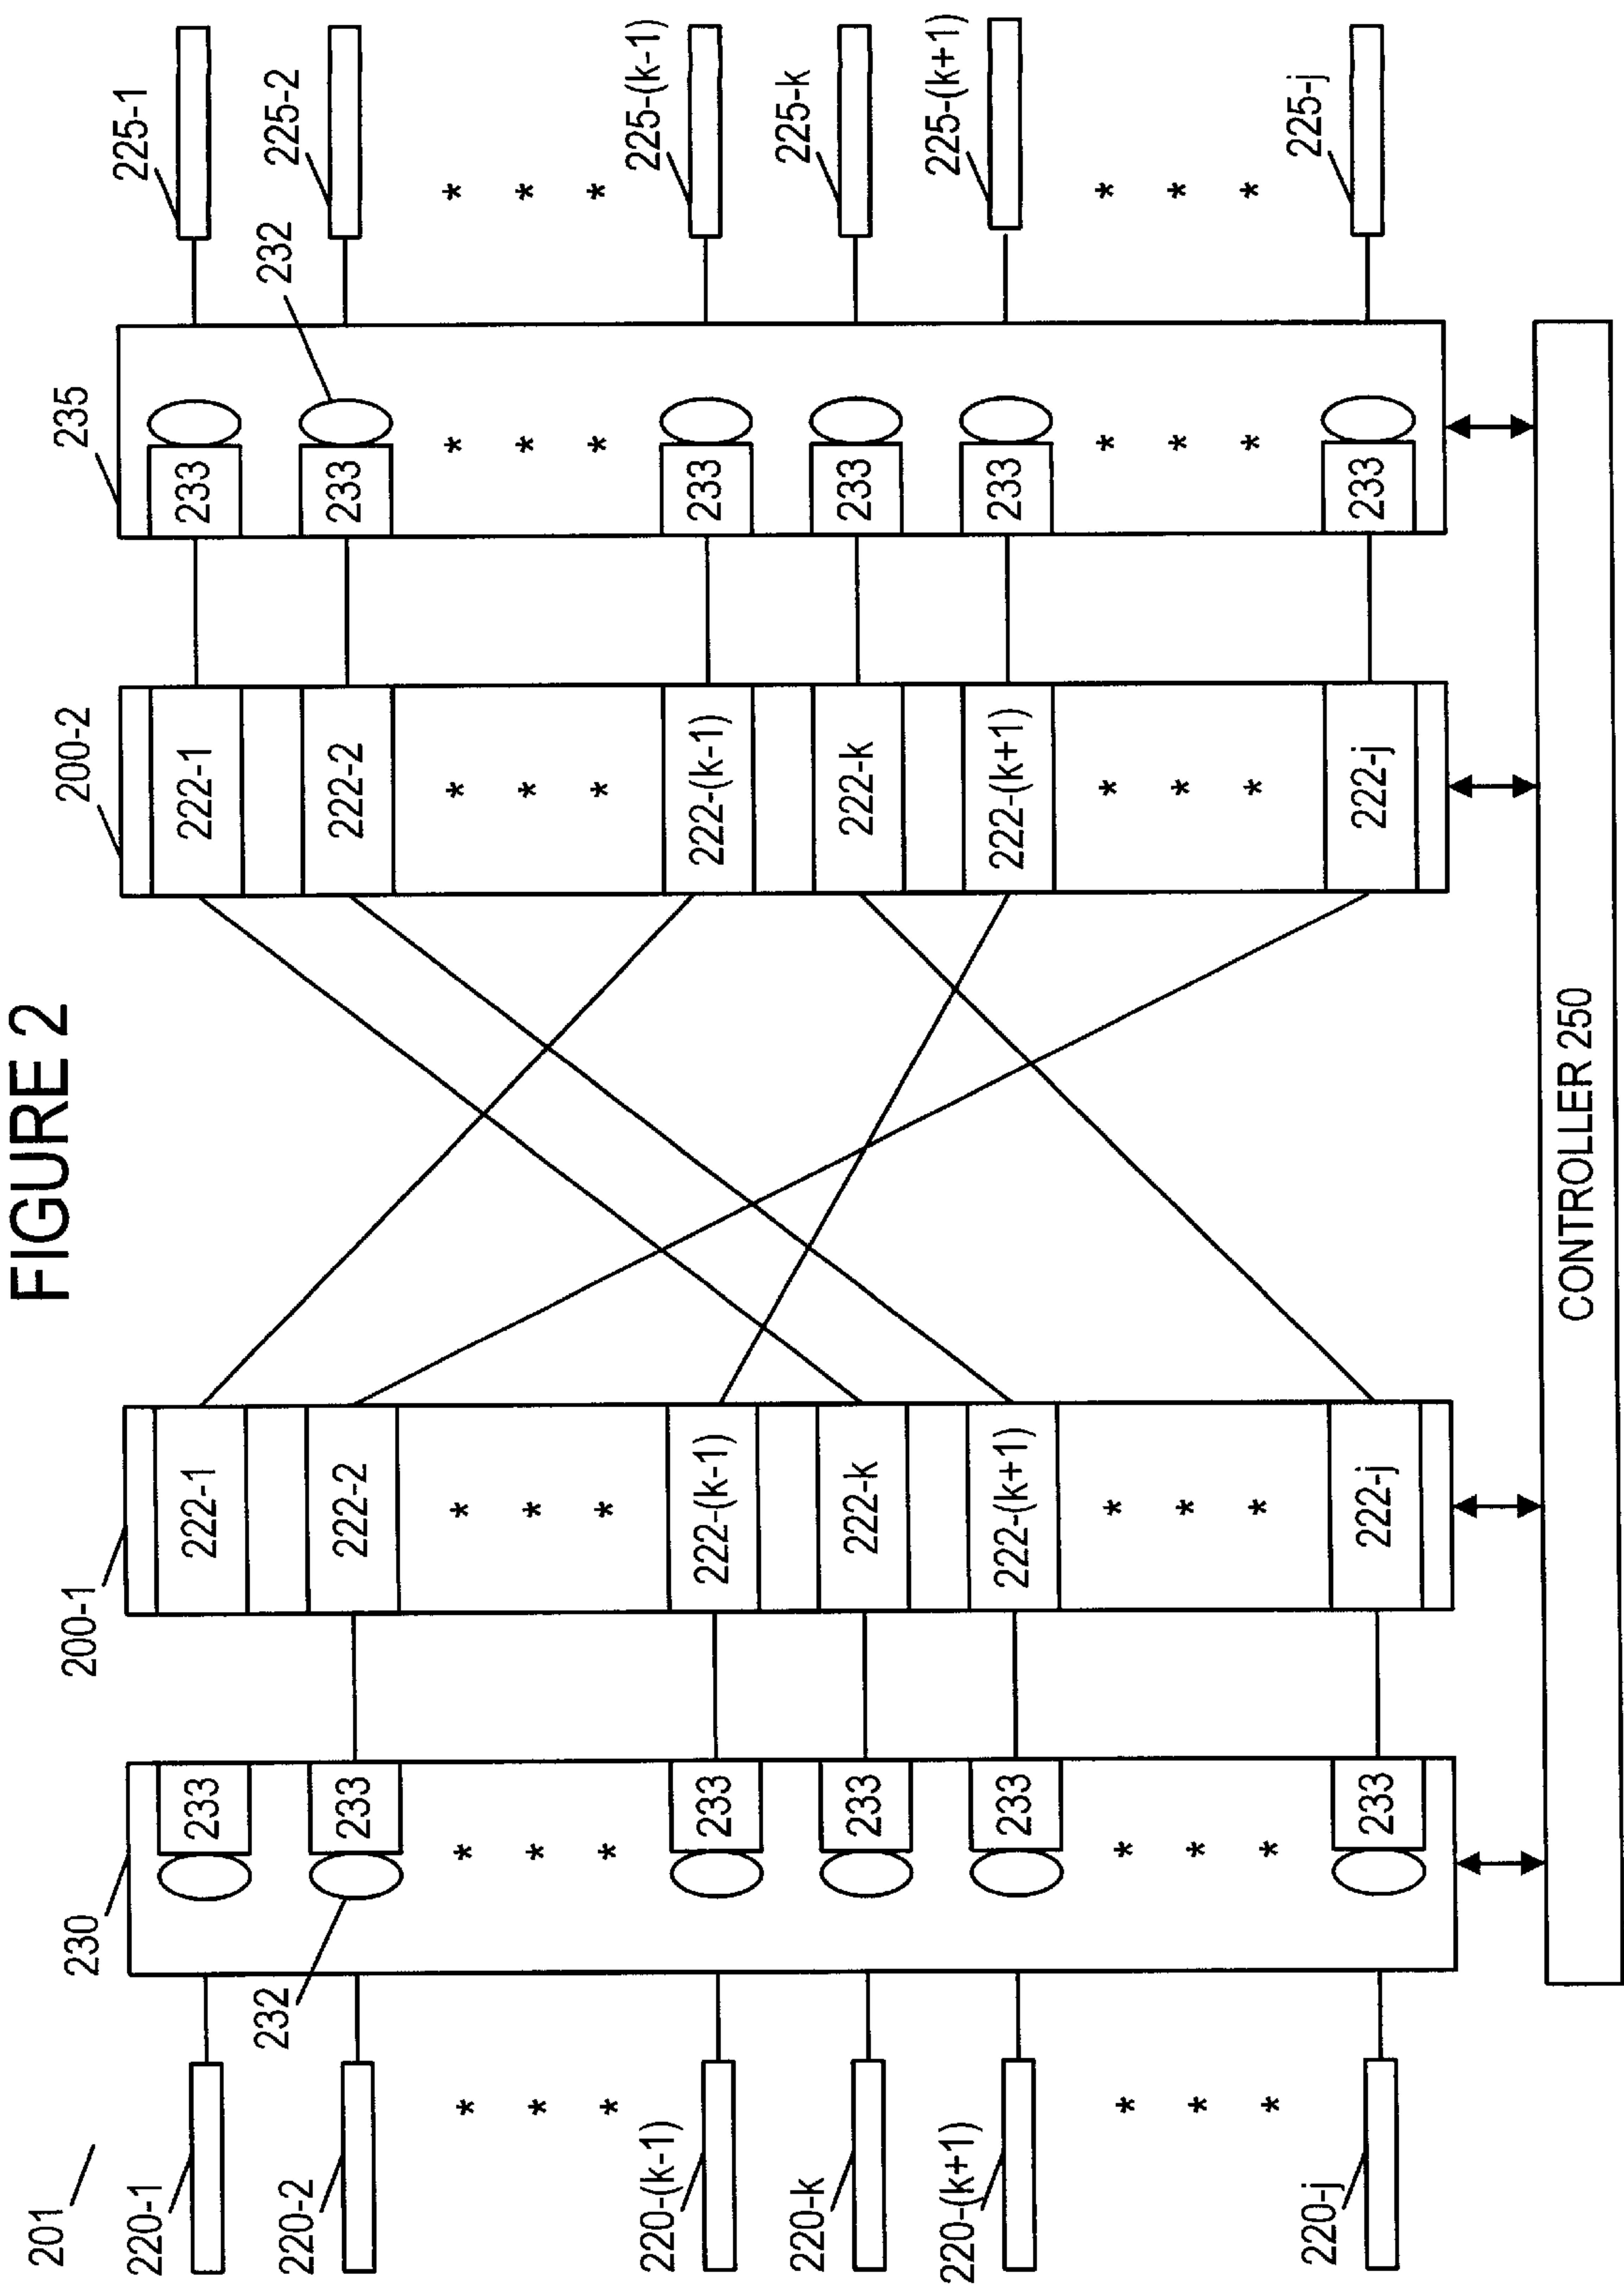 FIGURE 2
201
230
200-1
200-2
235
220-1
233
222-1
222-1
233
225-1
220-2
232
233
222-2
222-2
233
232
225-2
* * * * * *
* * * * * *
* * * * * *
220-(k-1)
233
222-(k-1)
222-(k-1)
233
225-(k-1)
220-k
233
222-k
222-k
233
225-k
220-(k+1)
233
222-(k+1)
222-(k+1)
233
225-(k+1)
* * * * * *
* * * * * *
* * * * * *
220-j
233
222-j
222-j
233
225-j
CONTROLLER 250